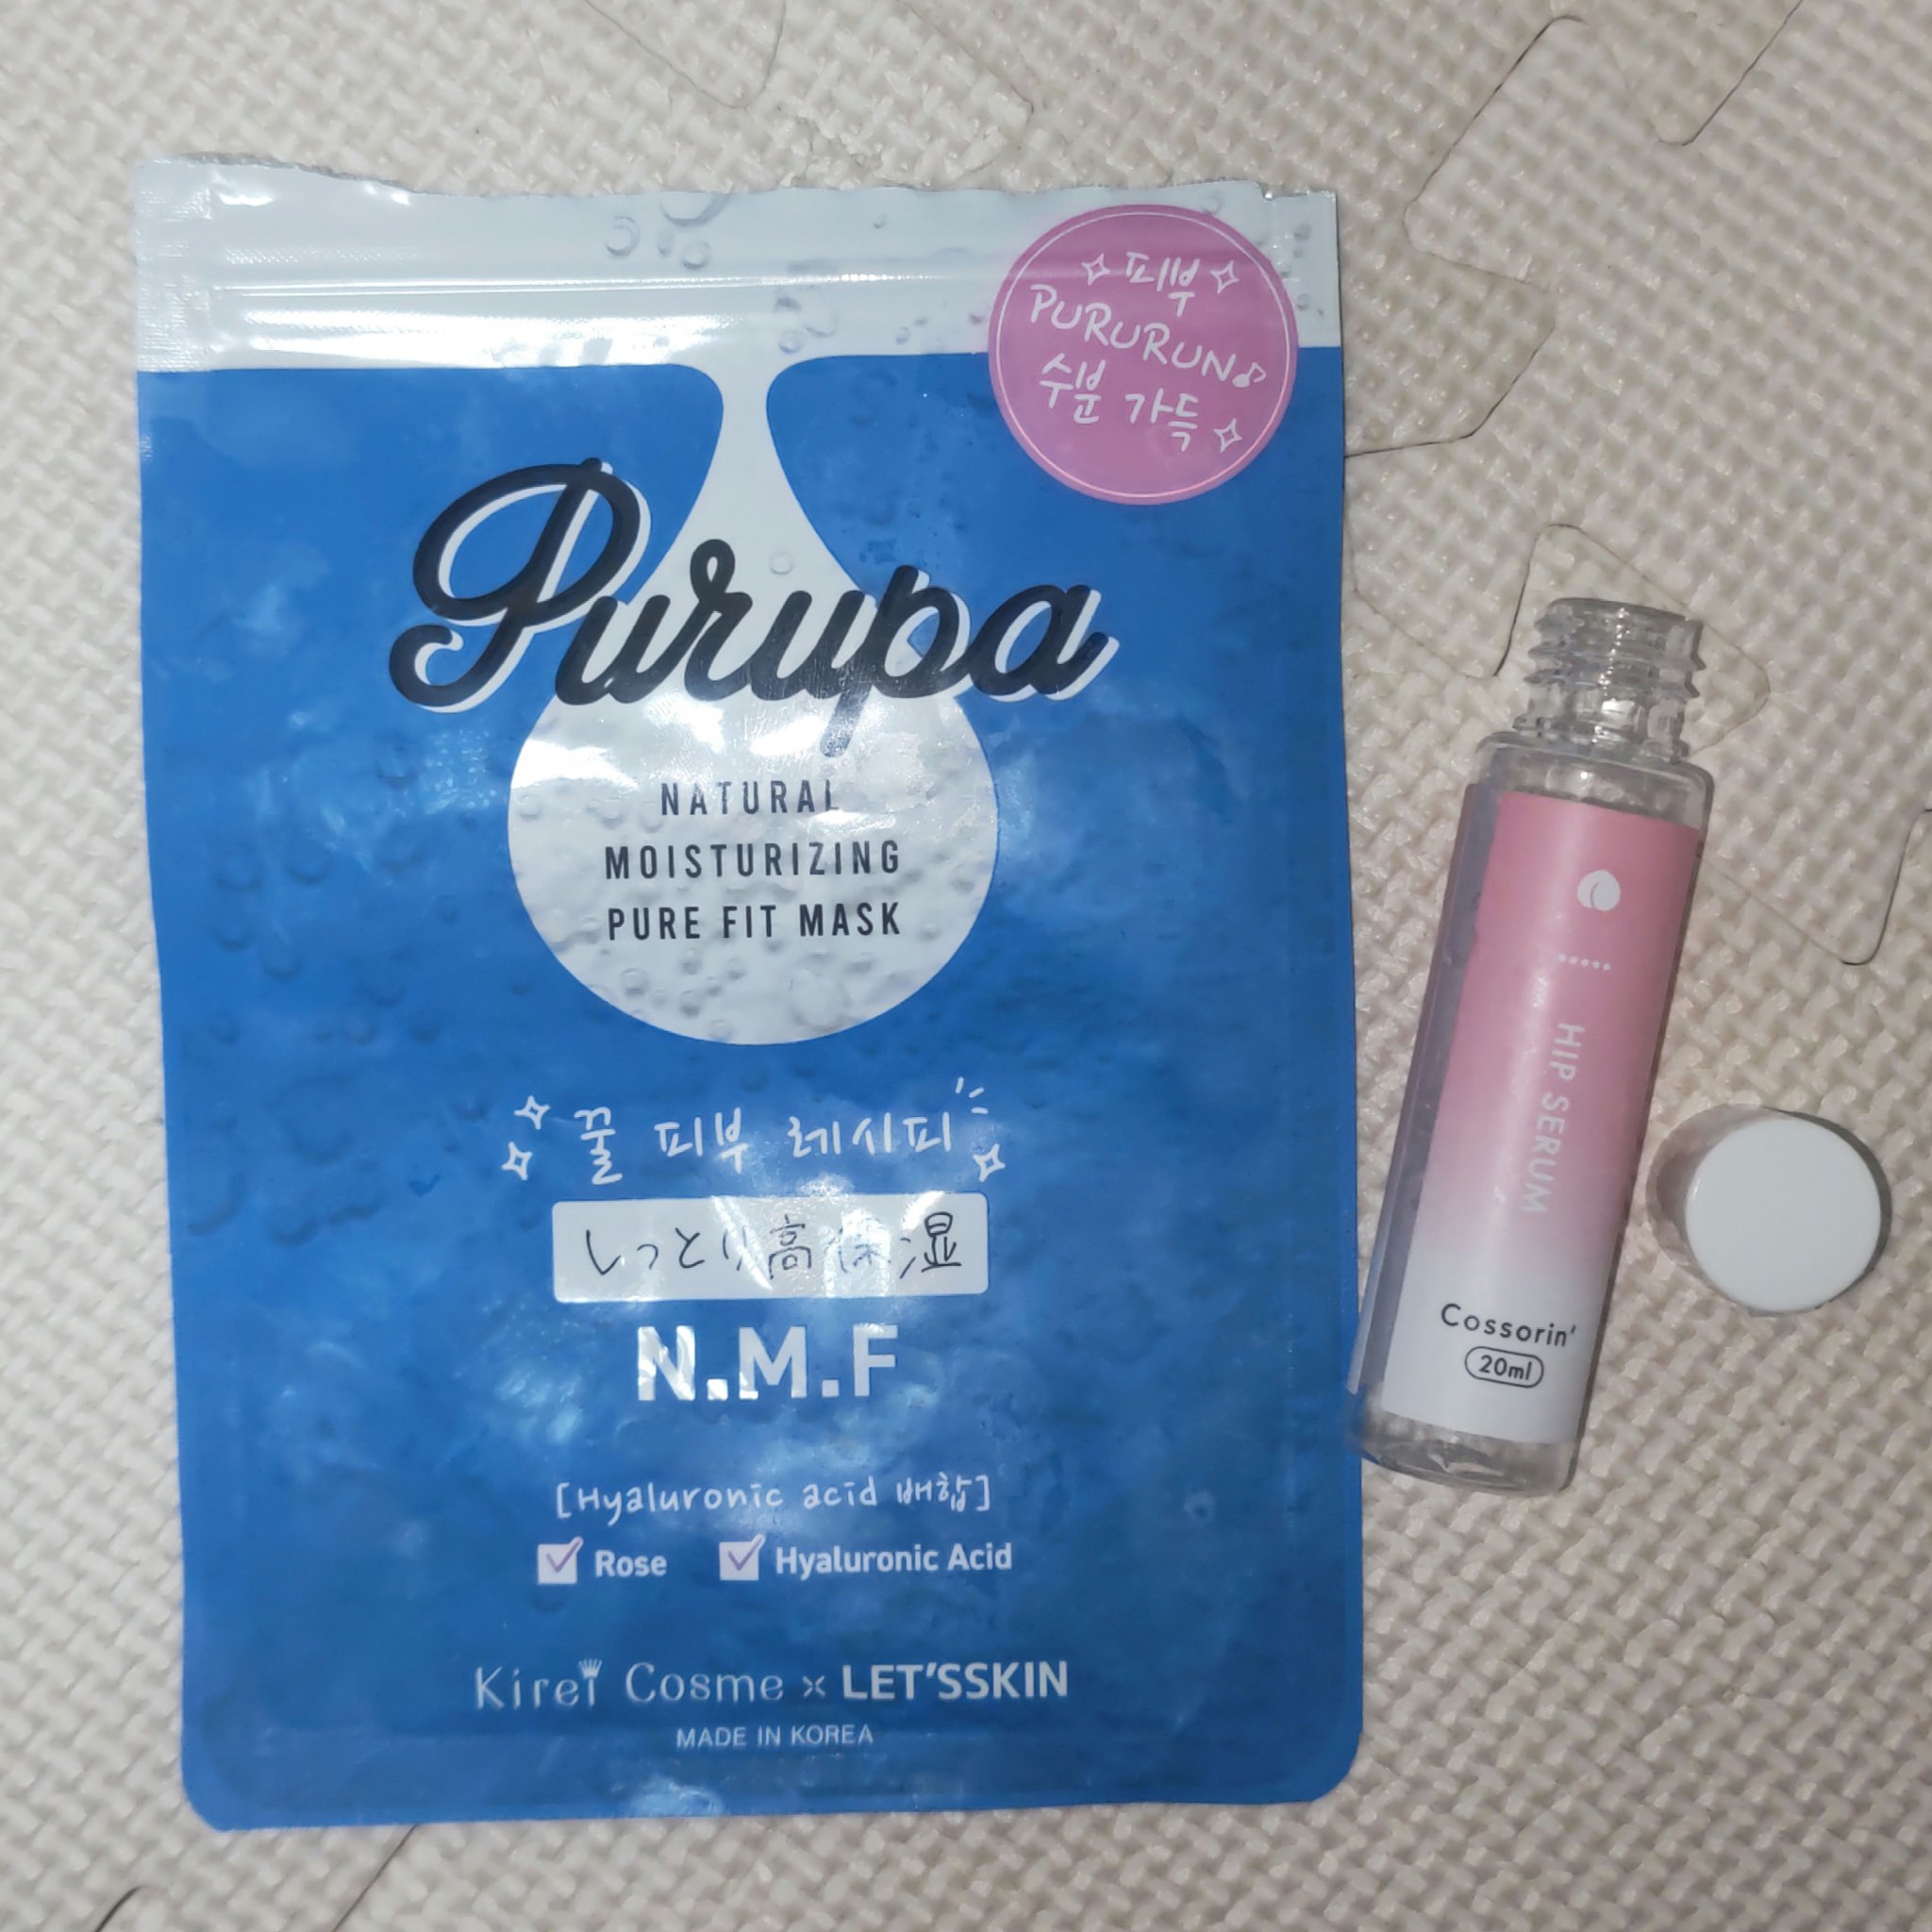 피부
PURURUN♪
수분 가득
Purupa
NATURAL
MOISTURIZING
PURE FIT MASK
꿀 피부 레시피
しっとり高保湿
N.M.F
[Hyaluronic acid 배합]
Rose Hyaluronic Acid
Kirei Cosme × LET'SSKIN
MADE IN KOREA
HIP SERUM
Cossorin'
20ml